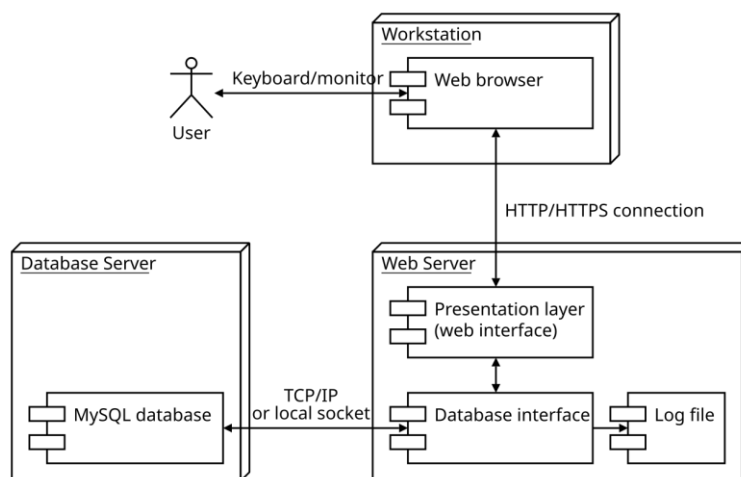 Workstation
Keyboard/monitor
Web browser
User
HTTP/HTTPS connection
Database Server
Web Server
Presentation layer
(web interface)
TCP/IP
or local socket
MySQL database
Database interface
Log file